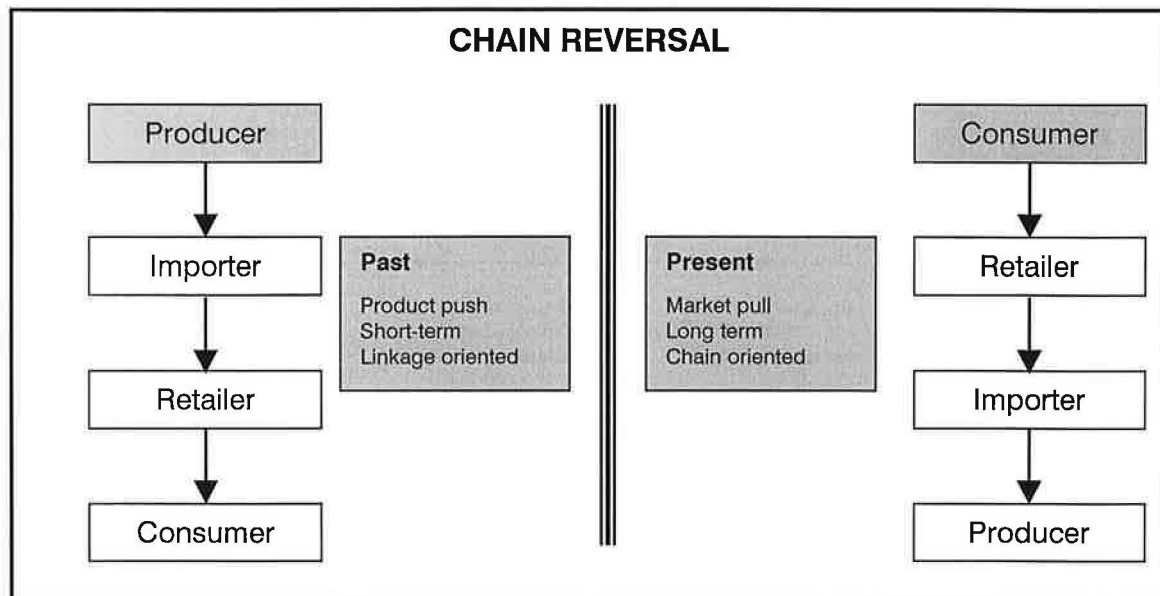 CHAIN REVERSAL
Producer
Importer
Retailer
Consumer
Past
Product push
Short-term
Linkage oriented
Present
Market pull
Long term
Chain oriented
Consumer
Retailer
Importer
Producer